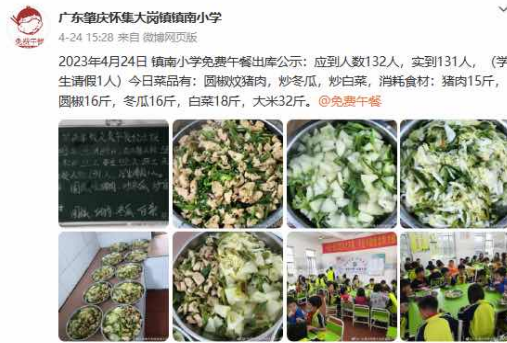 广东肇庆怀集大岗镇镇南小学
4-24 15:28 来自 微博网页版
免费午餐
2023年4月24日 镇南小学免费午餐出库公示：应到人数132人，实到131人，（学
生请假1人）今日菜品有：圆椒炆猪肉，炒冬瓜，炒白菜，消耗食材：猪肉15斤，
圆椒16斤，冬瓜16斤，白菜18斤，大米32斤。@免费午餐